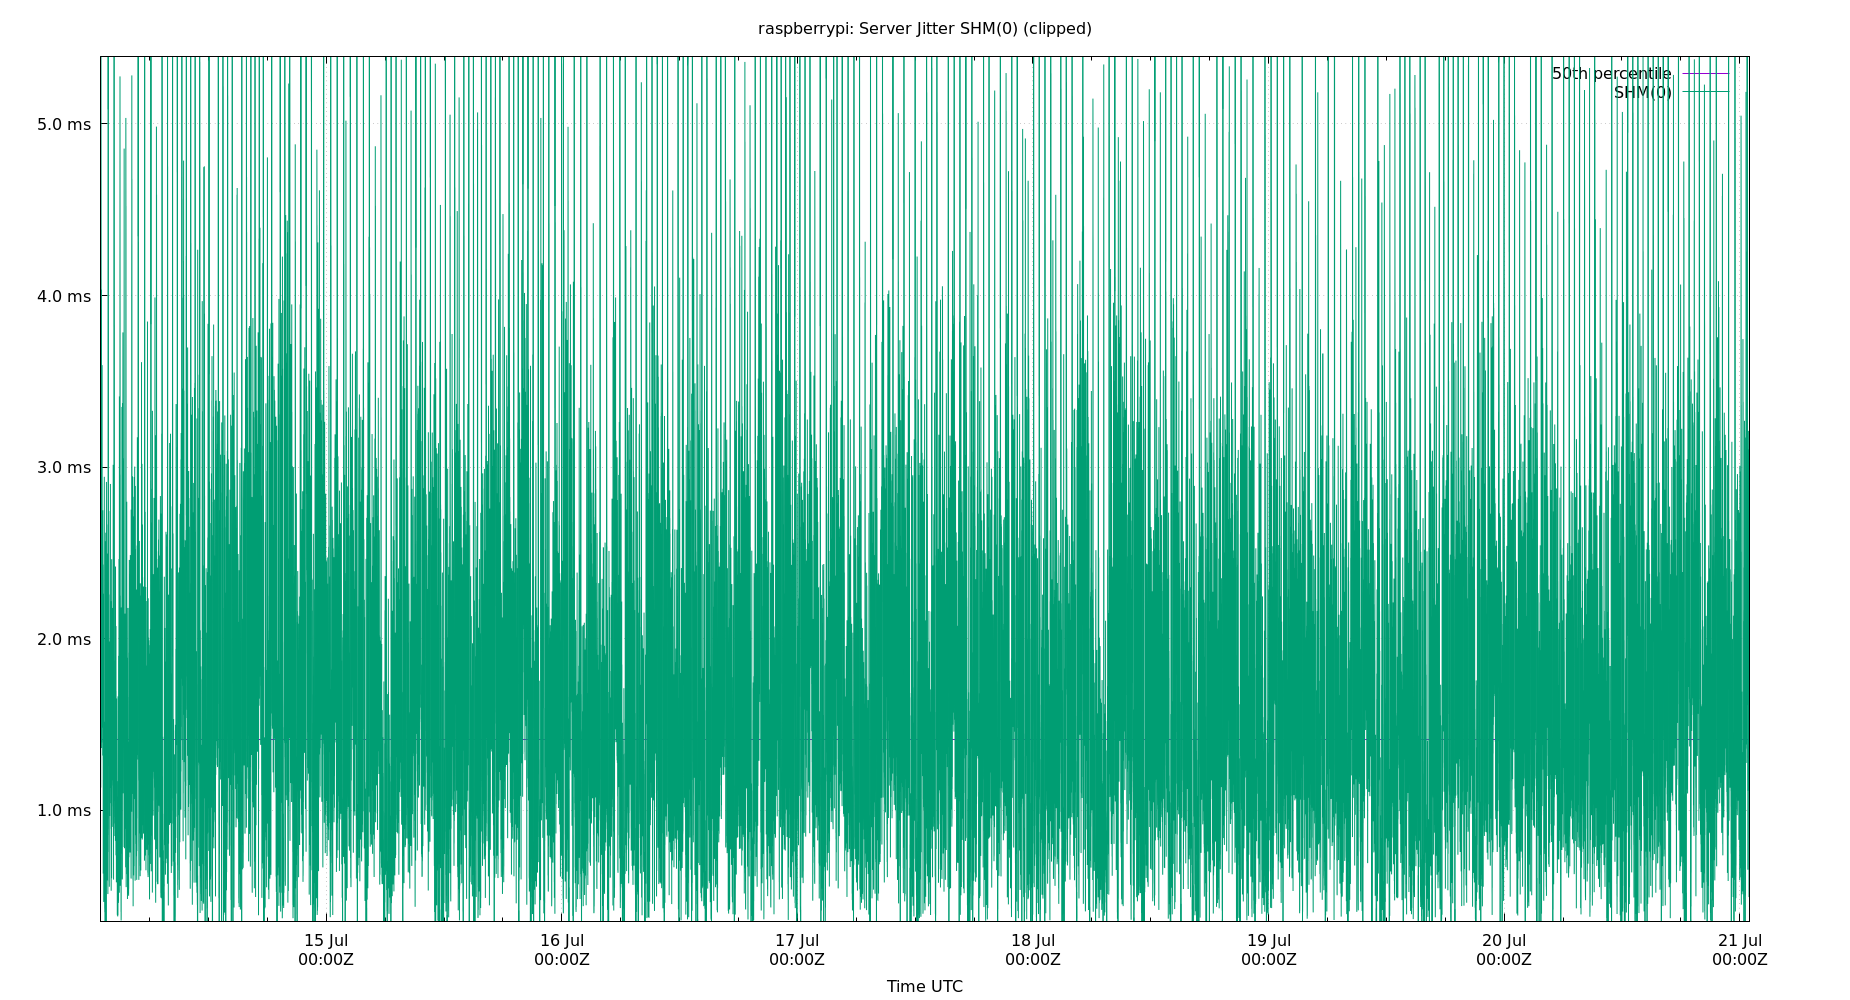 raspberrypi: Server Jitter SHM(0) (clipped)
50th percentile
SHM(0)
5.0 ms
4.0 ms
3.0 ms
2.0 ms
1.0 ms
15 Jul 16 Jul 17 Jul 18 Jul 19 Jul 20 Jul 21 Jul
00:00Z 00:00Z 00:00Z 00:00Z 00:00Z 00:00Z 00:00Z
Time UTC